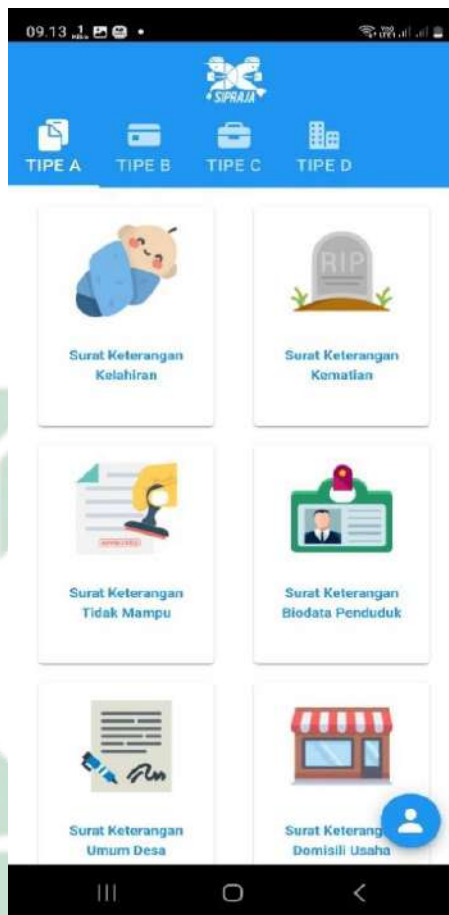 09.13
SIPRAJA
TIPE A TIPE B TIPE C TIPE D
RIP
Surat Keterangan
Kelahiran
Surat Keterangan
Kematian
APPROVED
Surat Keterangan
Tidak Mampu
Surat Keterangan
Biodata Penduduk
Surat Keterangan
Umum Desa
Surat Keterang
Domisili Usaha